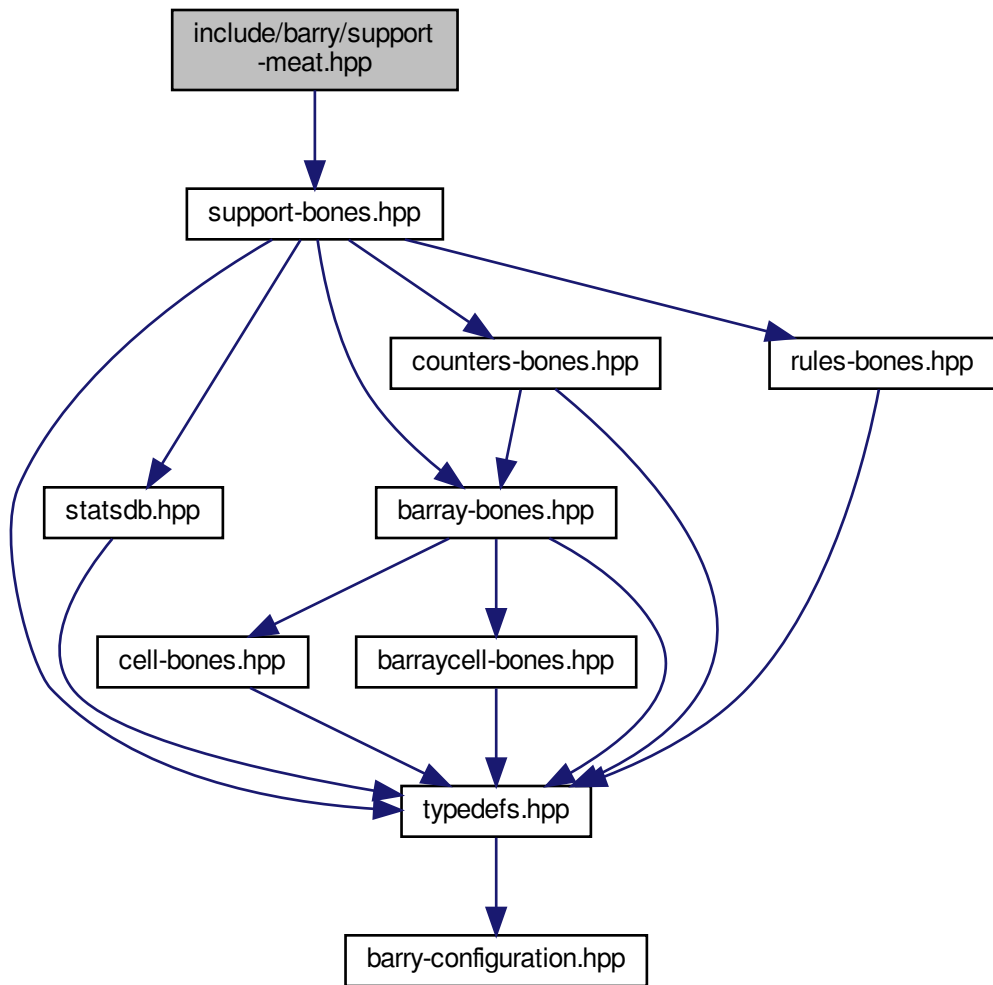 include/barry/support
-meat.hpp
support-bones.hpp
counters-bones.hpp
rules-bones.hpp
statsdb.hpp
barray-bones.hpp
cell-bones.hpp
barraycell-bones.hpp
typedefs.hpp
barry-configuration.hpp